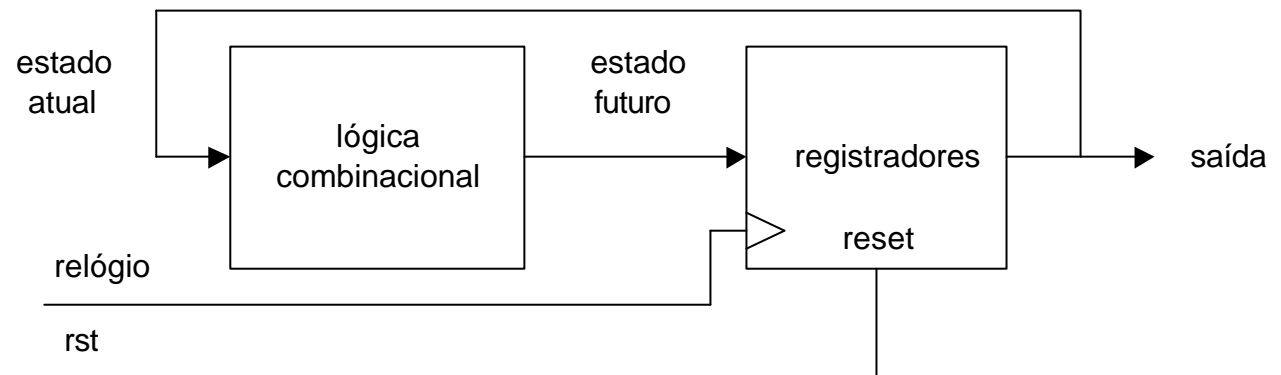 estado
atual
lógica
combinacional
estado
futuro
registradores
reset
saída
relógio
rst